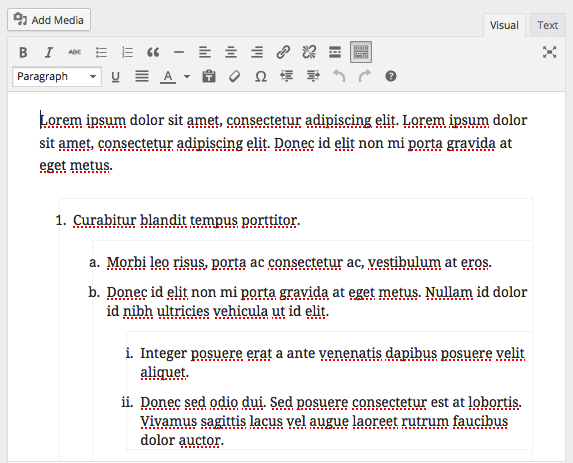 Add Media
Visual Text
B I ABC
Paragraph U A Ω
Lorem ipsum dolor sit amet, consectetur adipiscing elit. Lorem ipsum dolor
sit amet, consectetur adipiscing elit. Donec id elit non mi porta gravida at
eget metus.
1. Curabitur blandit tempus porttitor.
a. Morbi leo risus, porta ac consectetur ac, vestibulum at eros.
b. Donec id elit non mi porta gravida at eget metus. Nullam id dolor
id nibh ultricies vehicula ut id elit.
i. Integer posuere erat a ante venenatis dapibus posuere velit
aliquet.
ii. Donec sed odio dui. Sed posuere consectetur est at lobortis.
Vivamus sagittis lacus vel augue laoreet rutrum faucibus
dolor auctor.